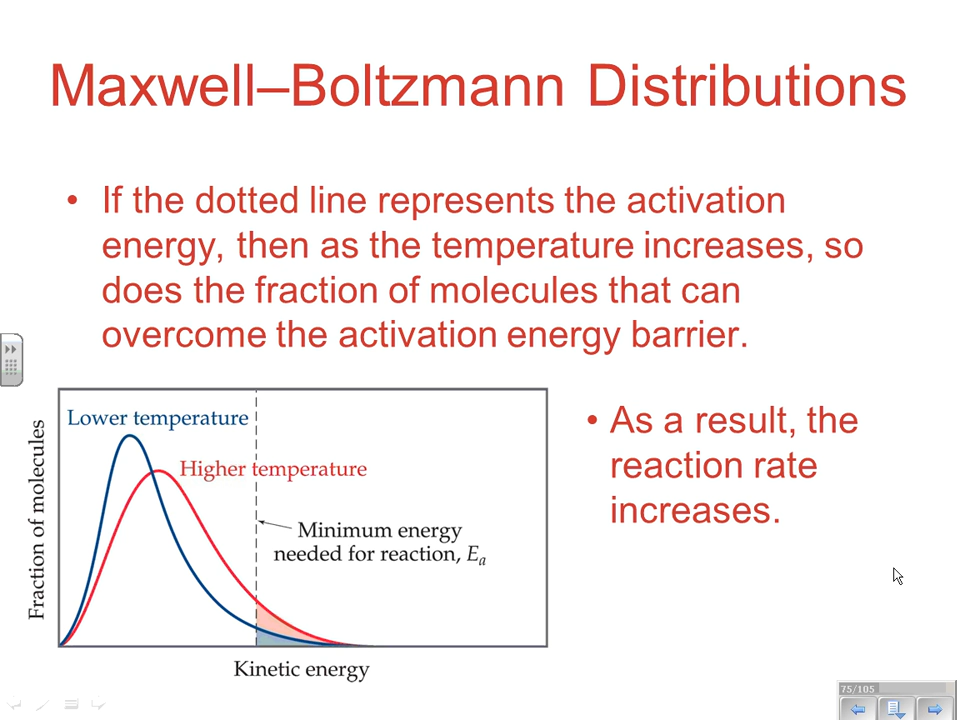 Maxwell–Boltzmann Distributions
• If the dotted line represents the activation
energy, then as the temperature increases, so
does the fraction of molecules that can
overcome the activation energy barrier.
Lower temperature
Higher temperature
Minimum energy
needed for reaction, Ea
Fraction of molecules
Kinetic energy
• As a result, the
reaction rate
increases.
75/105